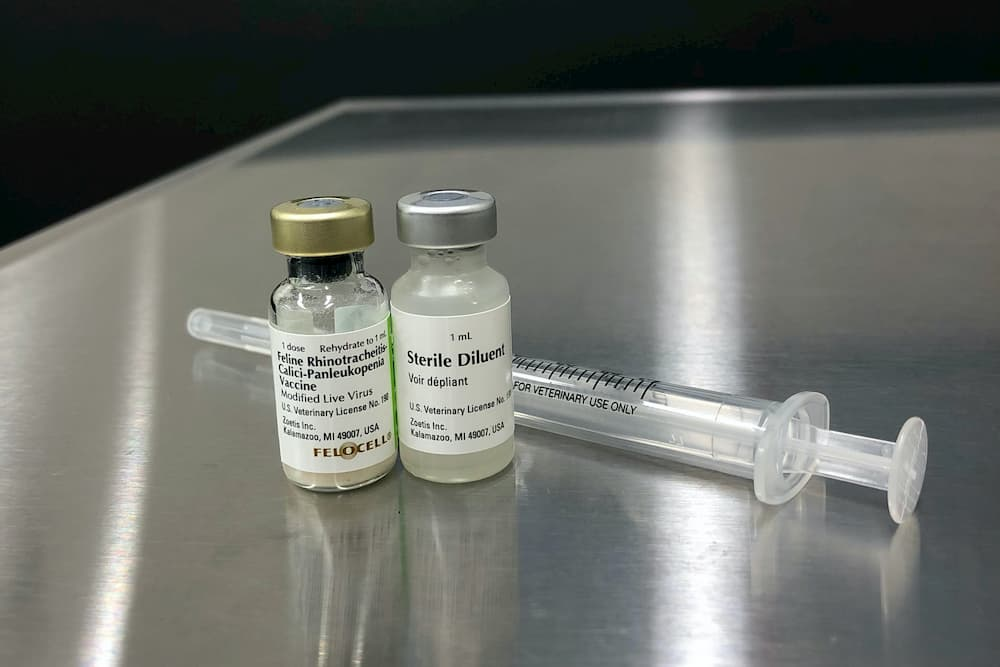 1 dose Rehydrate to 1 mL
Feline Rhinotracheitis-
Calici-Panleukopenia
Vaccine
Modified Live Virus
U.S. Veterinary License No. 190
Zoetis Inc.
Kalamazoo, MI 49007, USA
FELOCELL®
1 mL
Sterile Diluent
Voir dépliant
U.S. Veterinary License No.
Zoetis Inc.
Kalamazoo, MI 49007, USA
FOR VETERINARY USE ONLY